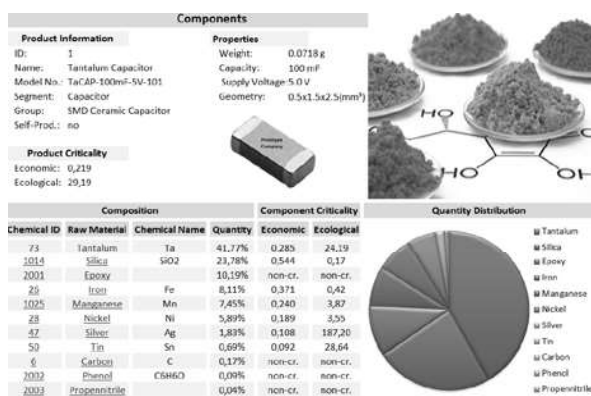 Components
Product Information
ID: 1
Name: Tantalum Capacitor
Model No.: TaCAP-100mF-5V-101
Segment: Capacitor
Group: SMD Ceramic Capacitor
Self-Prod.: no
Product Criticality
Economic: 0,219
Ecological: 29,19
Properties
Weight: 0.0718 g
Capacity: 100 mF
Supply Voltage: 5.0 V
Geometry: 0.5x1.5x2.5(mm³)
Prototype
Company
HO
HO
OH
Composition Component Criticality
Chemical ID Raw Material Chemical Name Quantity Economic Ecological
73 Tantalum Ta 41,77% 0.285 24,19
1014 Silica SiO2 23,78% 0,544 0,17
2001 Epoxy 10,19% non-cr. non-cr.
26 Iron Fe 8,11% 0,371 0,42
1025 Manganese Mn 7,45% 0,240 3,87
28 Nickel Ni 5,89% 0,189 3,55
47 Silver Ag 1,83% 0,108 187,20
50 Tin Sn 0,69% 0,092 28,64
6 Carbon C 0,17% non-cr. non-cr.
2002 Phenol C6H6O 0,09% non-cr. non-cr.
2003 Propennitrile 0,04% non-cr. non-cr.
Quantity Distribution
Tantalum
Silica
Epoxy
Iron
Manganese
Nickel
Silver
Tin
Carbon
Phenol
Propennitrile